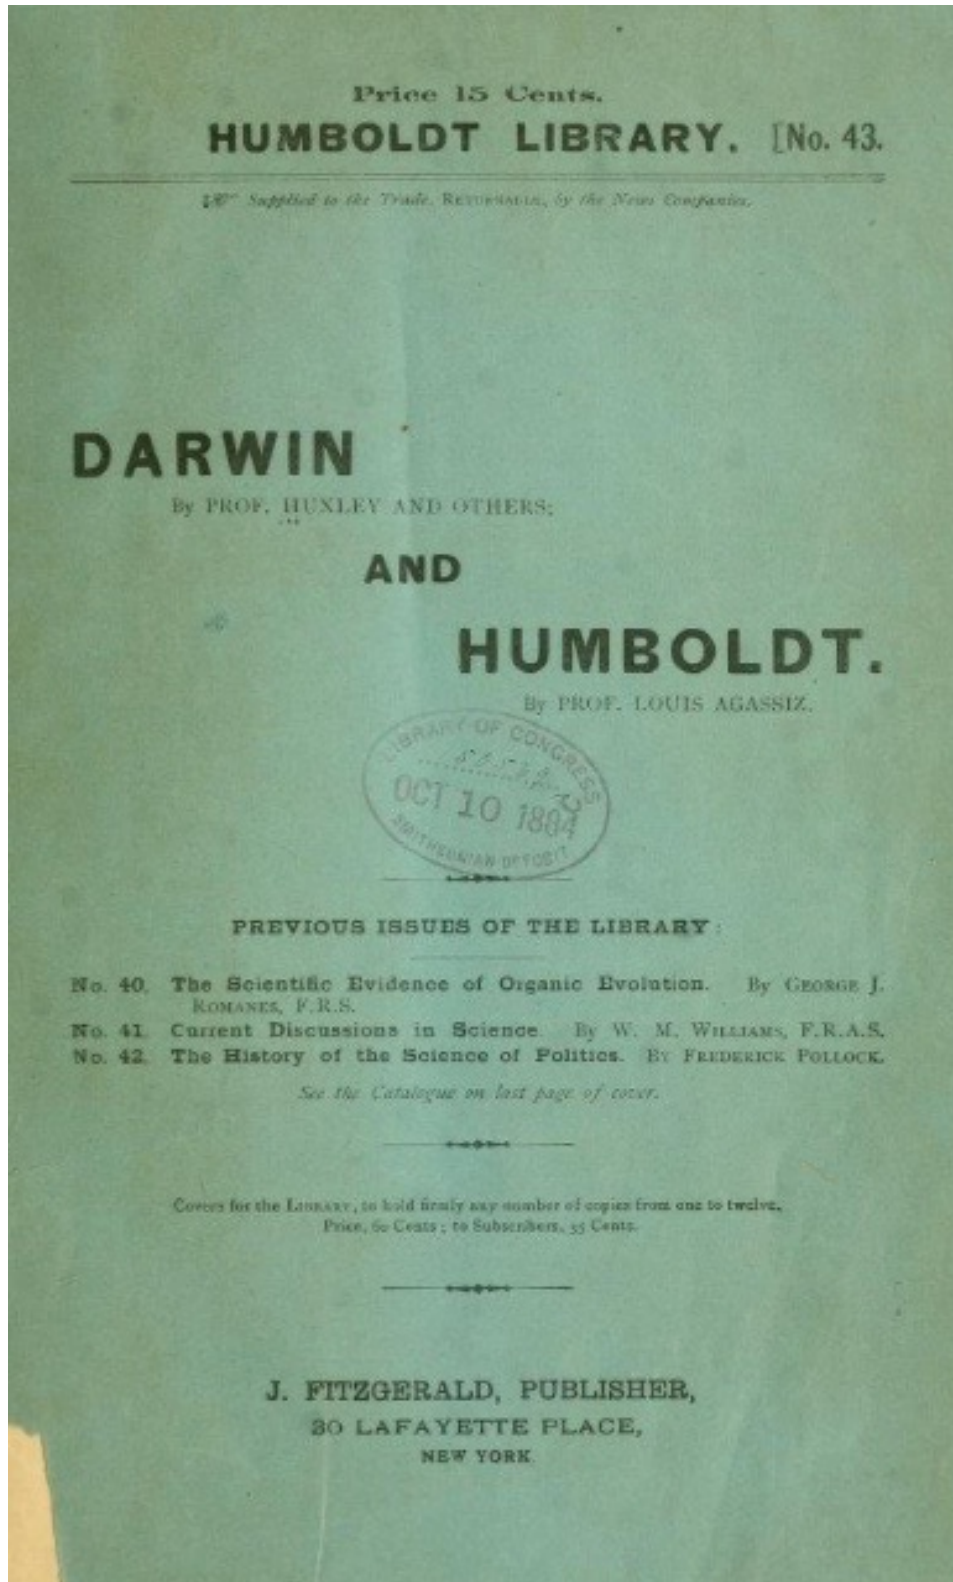 Price 15 Cents.
HUMBOLDT LIBRARY. [No. 43.
Supplied to the Trade, RETURNABLE, by the News Companies.
DARWIN
By PROF. HUXLEY AND OTHERS;
AND
HUMBOLDT.
By PROF. LOUIS AGASSIZ.
LIBRARY OF CONGRESS
OCT 10 1884
SMITHSONIAN DEPOSIT
PREVIOUS ISSUES OF THE LIBRARY:
No. 40. The Scientific Evidence of Organic Evolution. By GEORGE J.
ROMANES, F.R.S.
No. 41. Current Discussions in Science. By W. M. WILLIAMS, F.R.A.S.
No. 42. The History of the Science of Politics. BY FREDERICK POLLOCK.
See the Catalogue on last page of cover.
Covers for the LIBRARY, to hold firmly any number of copies from one to twelve,
Price, 60 Cents; to Subscribers, 55 Cents.
J. FITZGERALD, PUBLISHER,
30 LAFAYETTE PLACE,
NEW YORK